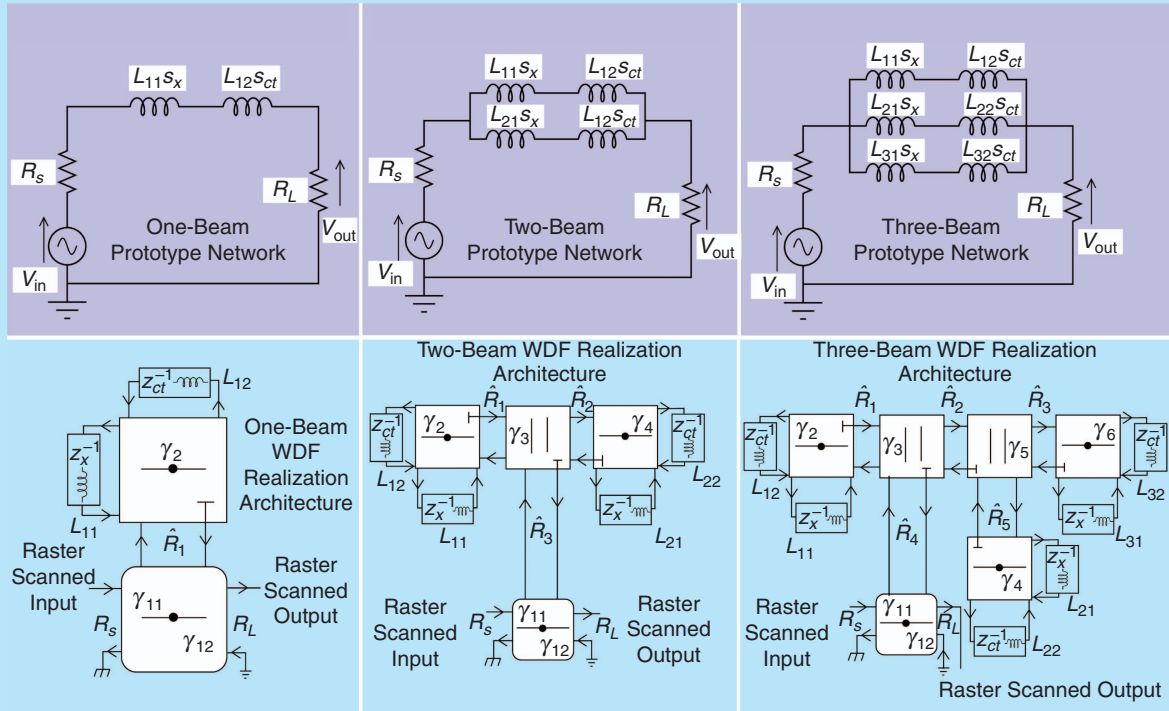 L11sx L12sct
Rs
RL
Vout
Vin
One-Beam
Prototype Network
L11sx L12sct
L21sx L12sct
Rs
RL
Vout
Vin
Two-Beam
Prototype Network
L11sx L12sct
L21sx L22sct
L31sx L32sct
Rs
RL
Vout
Vin
Three-Beam
Prototype Network
zct⁻¹
L12
γ2
zx⁻¹
L11
One-Beam
WDF
Realization
Architecture
R̂1
Raster
Scanned
Input
Raster
Scanned
Output
γ11
γ12
Rs
RL
Two-Beam WDF Realization
Architecture
R̂1 R̂2
zct⁻¹
γ2
γ3
γ4
zct⁻¹
L12
L22
zx⁻¹
zx⁻¹
L11
L21
R̂3
Raster
Scanned
Input
Rs
γ11
γ12
RL
Raster
Scanned
Output
Three-Beam WDF Realization
Architecture
R̂1 R̂2 R̂3
zct⁻¹
γ2
γ3
γ5
γ6
zct⁻¹
L12
L32
zx⁻¹
zx⁻¹
L11
L31
R̂4
R̂5
γ4
zx⁻¹
L21
zct⁻¹
L22
Raster
Scanned
Input
Rs
γ11
γ12
RL
Raster Scanned Output